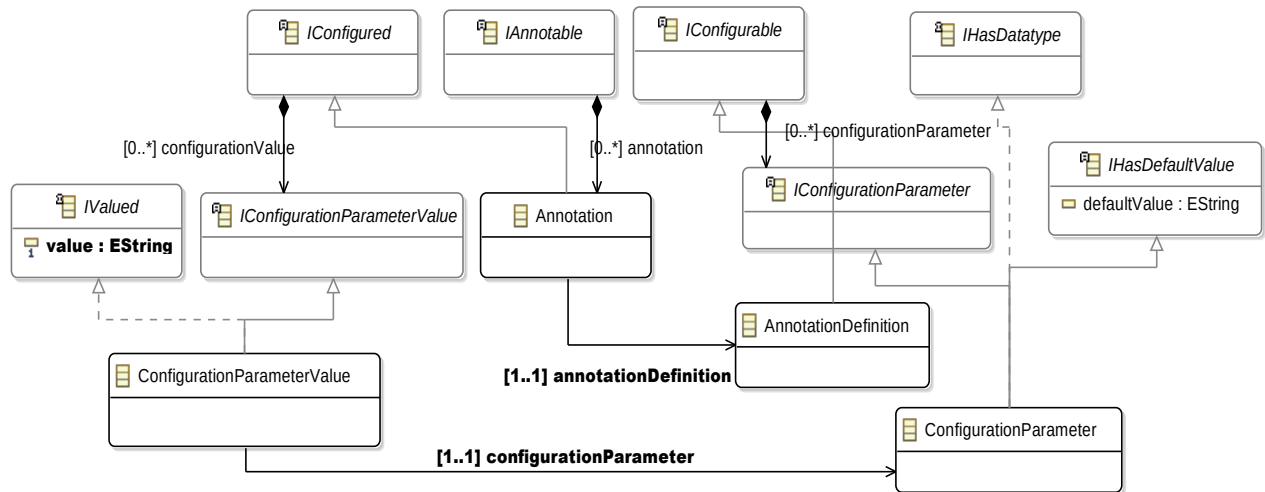 IConfigured
IAnnotable
IConfigurable
IHasDatatype
[0..*] configurationValue
[0..*] annotation
[0..*] configurationParameter
IHasDefaultValue
defaultValue : EString
IValued
value : EString
IConfigurationParameterValue
Annotation
IConfigurationParameter
AnnotationDefinition
[1..1] annotationDefinition
ConfigurationParameterValue
ConfigurationParameter
[1..1] configurationParameter